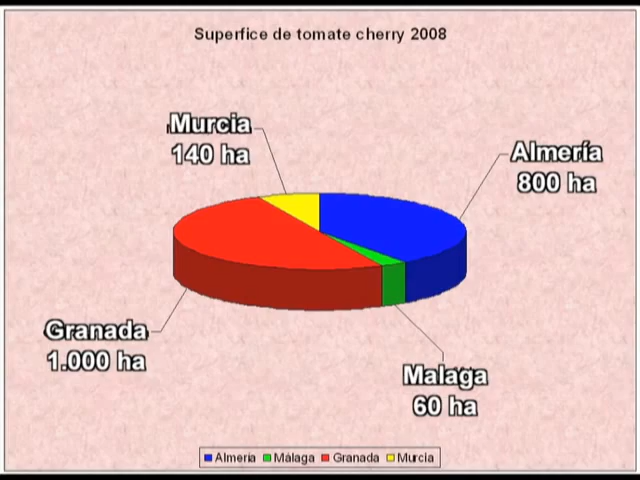 Superfice de tomate cherry 2008
Murcia
140 ha
Almería
800 ha
Granada
1.000 ha
Malaga
60 ha
Almería Málaga Granada Murcia